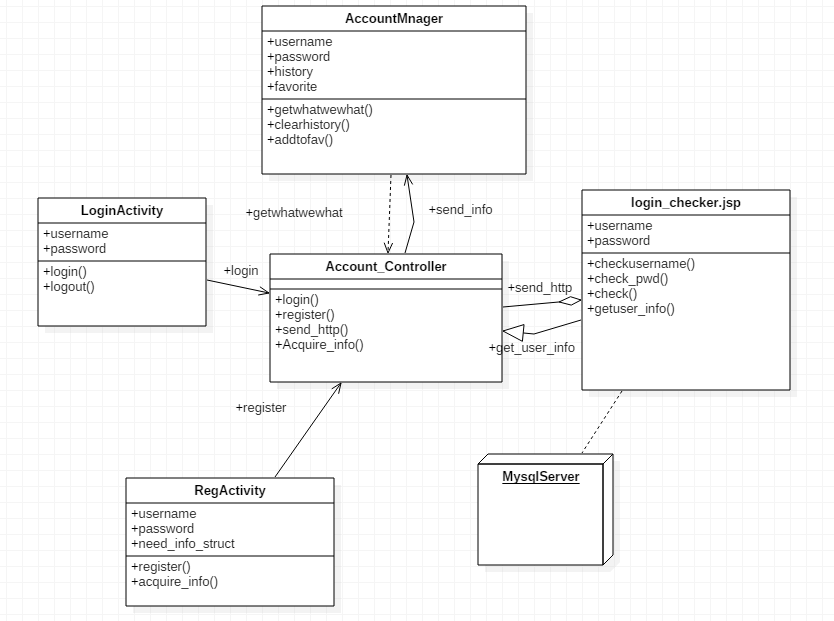 AccountMnager
+username
+password
+history
+favorite
+getwhatwewhat()
+clearhistory()
+addtofav()
LoginActivity
+username
+password
+login()
+logout()
+getwhatwewhat
+send_info
login_checker.jsp
+username
+password
+checkusername()
+check_pwd()
+check()
+getuser_info()
+login
Account_Controller
+login()
+register()
+send_http()
+Acquire_info()
+send_http
+get_user_info
+register
RegActivity
+username
+password
+need_info_struct
+register()
+acquire_info()
MysqlServer